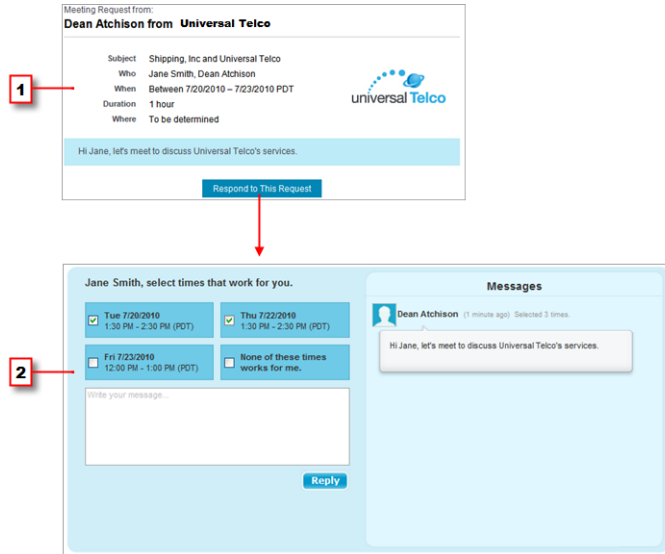 Meeting Request from:
Dean Atchison from Universal Telco
Subject Shipping, Inc and Universal Telco
Who Jane Smith, Dean Atchison
When Between 7/20/2010 – 7/23/2010 PDT
Duration 1 hour
Where To be determined
universal Telco
1
Hi Jane, let's meet to discuss Universal Telco's services.
Respond to This Request
Jane Smith, select times that work for you.
Tue 7/20/2010
1:30 PM - 2:30 PM (PDT)
Thu 7/22/2010
1:30 PM - 2:30 PM (PDT)
Fri 7/23/2010
12:00 PM - 1:00 PM (PDT)
None of these times
works for me.
2
Write your message...
Reply
Messages
Dean Atchison (1 minute ago) Selected 3 times.
Hi Jane, let's meet to discuss Universal Telco's services.